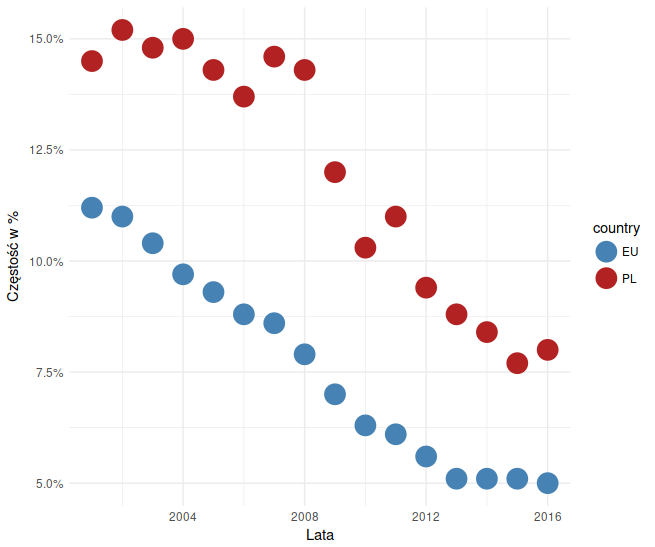 15.0%
12.5%
10.0%
7.5%
5.0%
Częstość w %
2004 2008 2012 2016
Lata
country
EU
PL